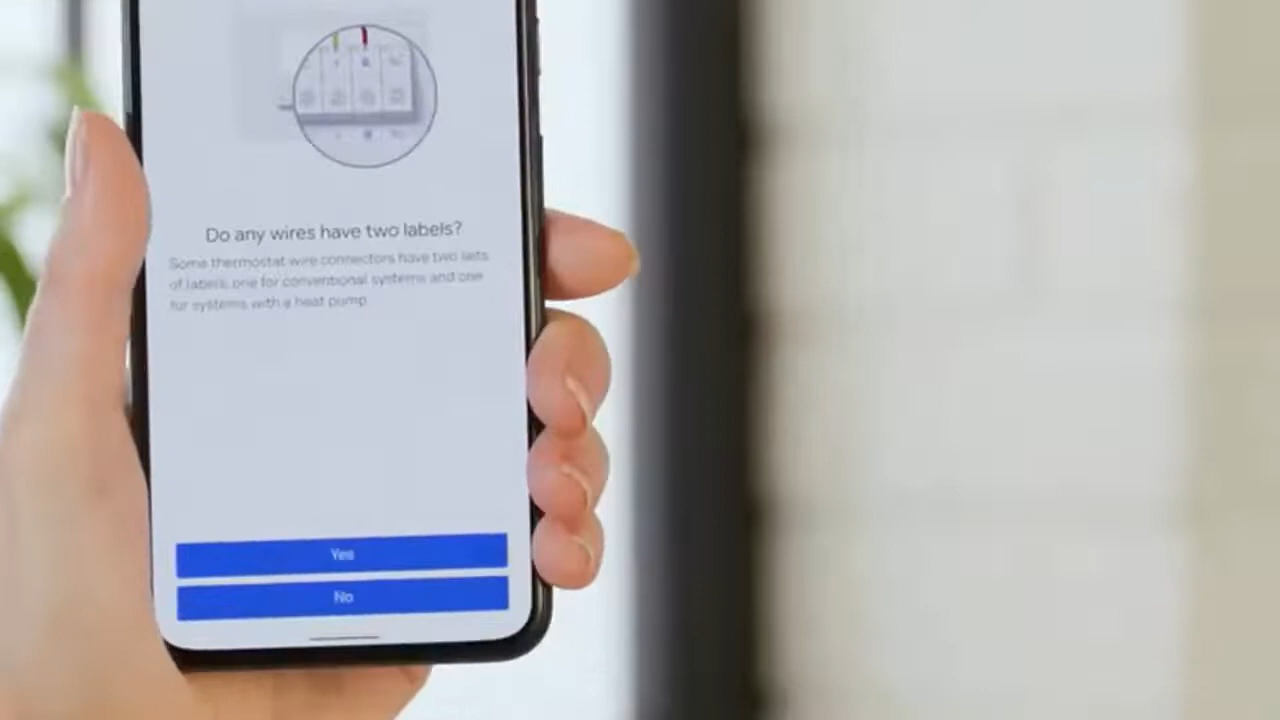 Do any wires have two labels?
Some thermostat wire connectors have two lists
of labels, one for conventional systems and one
for systems with a heat pump
Yes
No